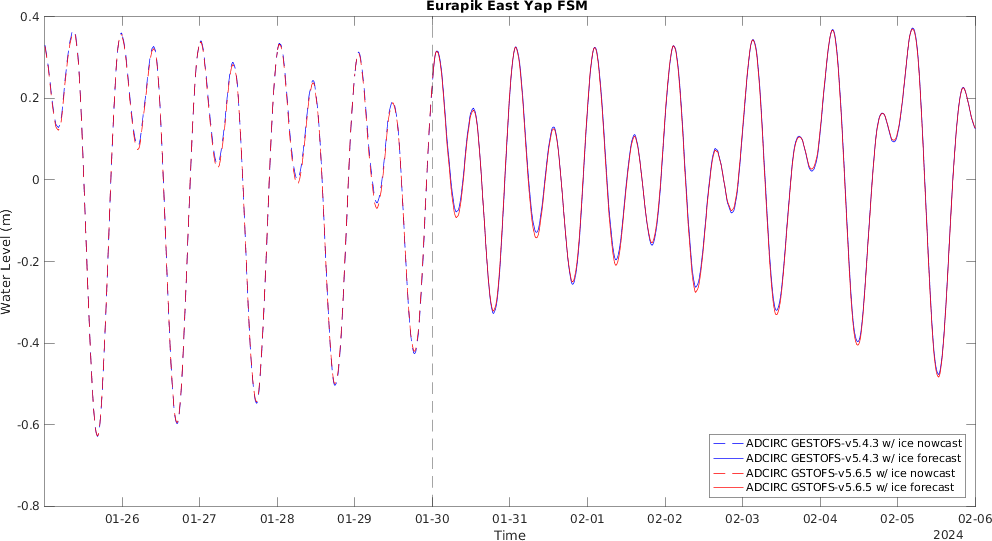 Eurapik East Yap FSM
0.4
0.2
0
-0.2
-0.4
-0.6
-0.8
Water Level (m)
ADCIRC GESTOFS-v5.4.3 w/ ice nowcast
ADCIRC GESTOFS-v5.4.3 w/ ice forecast
ADCIRC GSTOFS-v5.6.5 w/ ice nowcast
ADCIRC GSTOFS-v5.6.5 w/ ice forecast
01-26 01-27 01-28 01-29 01-30 01-31 02-01 02-02 02-03 02-04 02-05 02-06
Time
2024